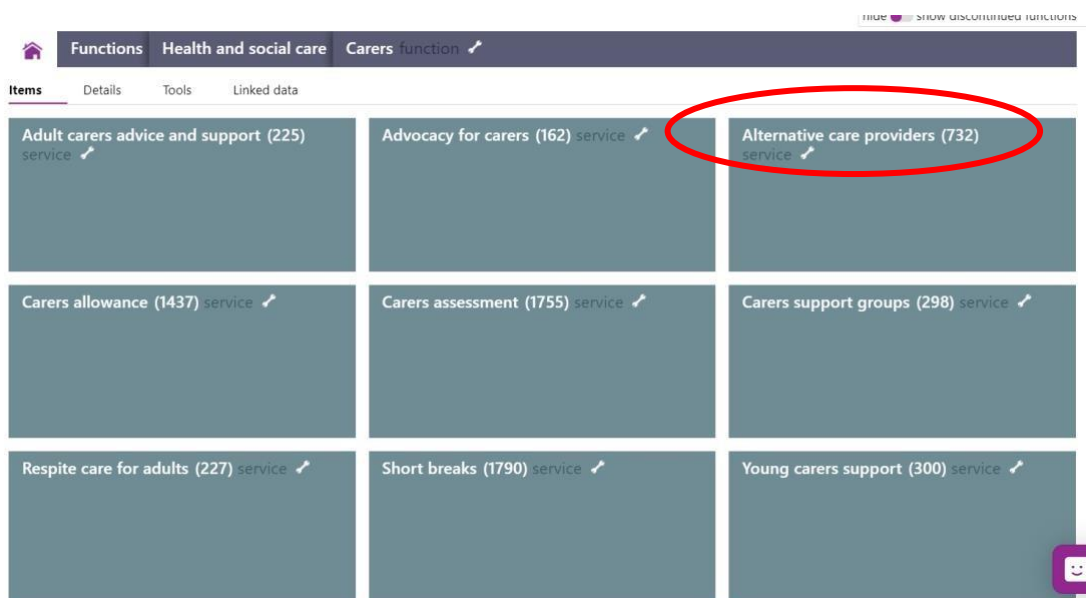 hide show discontinued functions
Functions Health and social care Carers function
Items Details Tools Linked data
Adult carers advice and support (225)
service
Advocacy for carers (162) service
Alternative care providers (732)
service
Carers allowance (1437) service
Carers assessment (1755) service
Carers support groups (298) service
Respite care for adults (227) service
Short breaks (1790) service
Young carers support (300) service